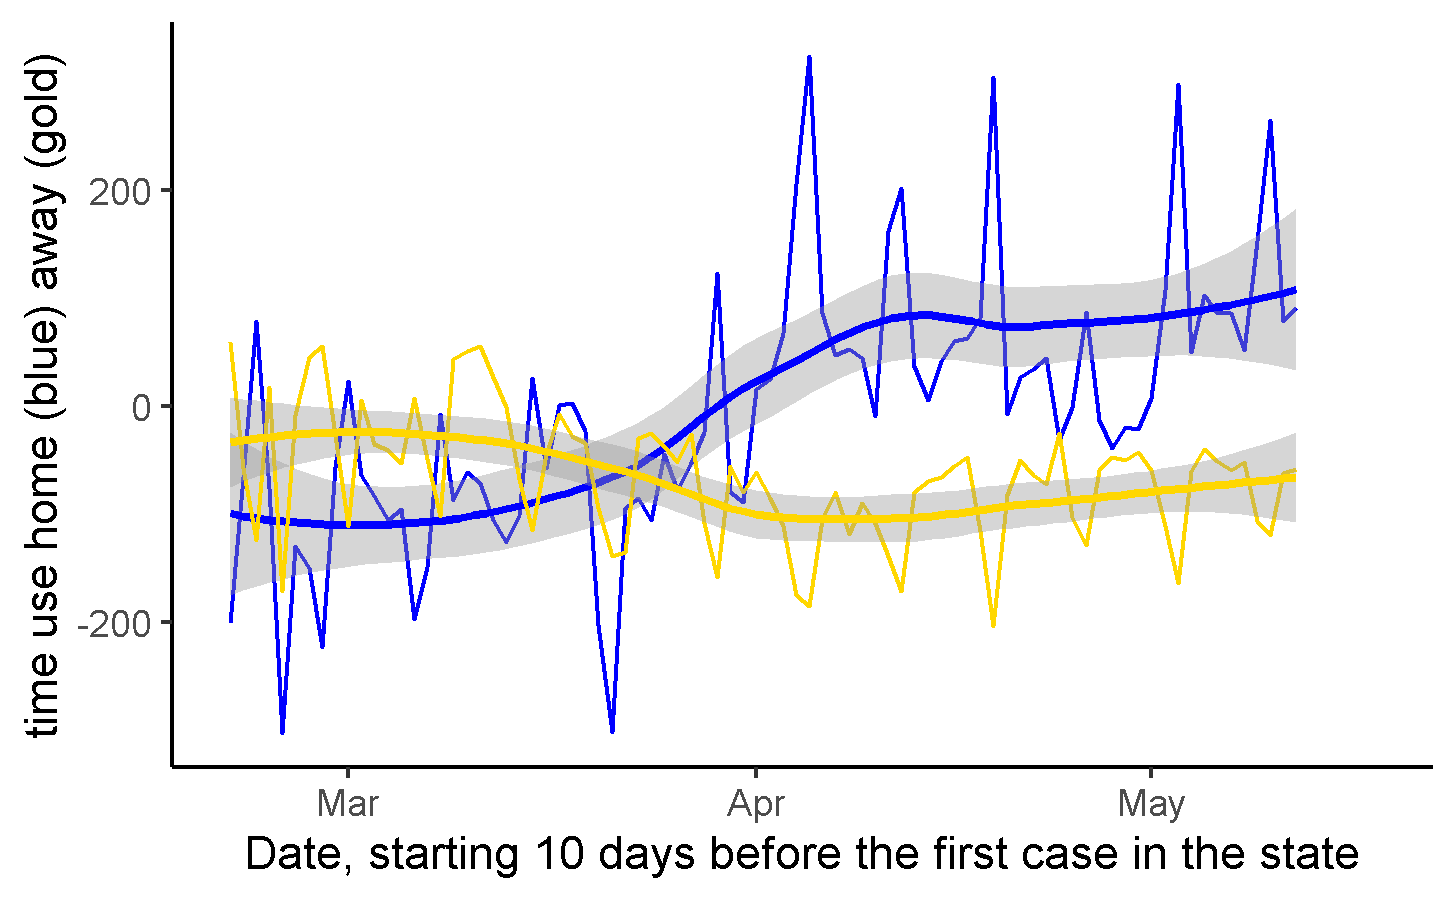 time use home (blue) away (gold)
200
0
-200
Mar
Apr
May
Date, starting 10 days before the first case in the state